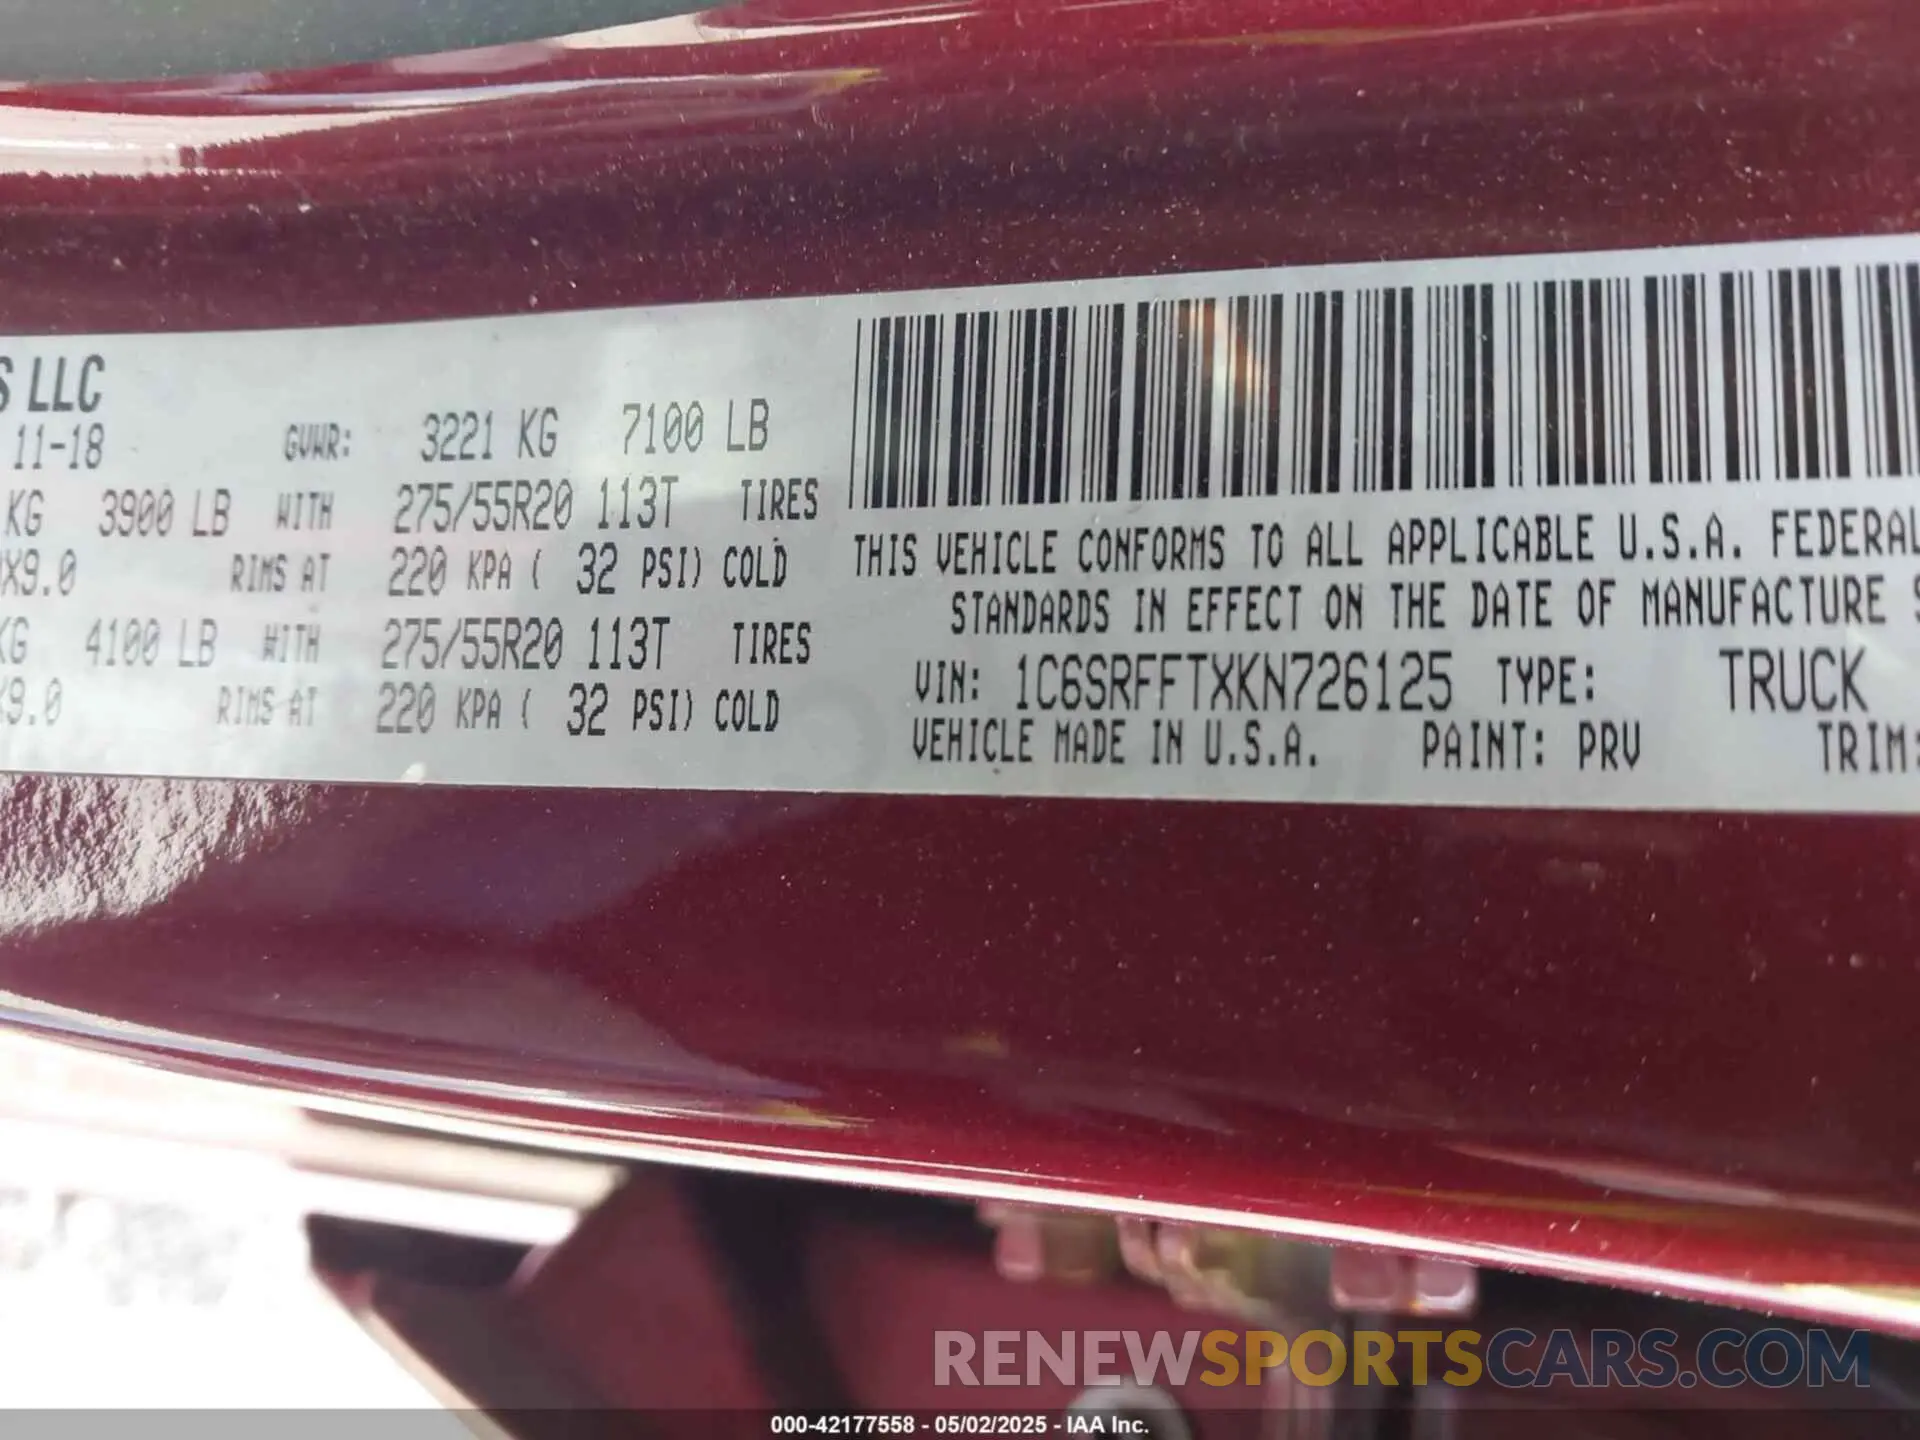 S LLC
11-18 GVWR: 3221 KG 7100 LB
KG 3900 LB WITH 275/55R20 113T TIRES
X9.0 RIMS AT 220 KPA ( 32 PSI) COLD
KG 4100 LB WITH 275/55R20 113T TIRES
X9.0 RIMS AT 220 KPA ( 32 PSI) COLD
THIS VEHICLE CONFORMS TO ALL APPLICABLE U.S.A. FEDERAL
STANDARDS IN EFFECT ON THE DATE OF MANUFACTURE S
VIN: 1C6SRFFTXKN726125 TYPE: TRUCK
VEHICLE MADE IN U.S.A. PAINT: PRV TRIM:
RENEWSPORTSCARS.COM
000-42177558 - 05/02/2025 - IAA Inc.